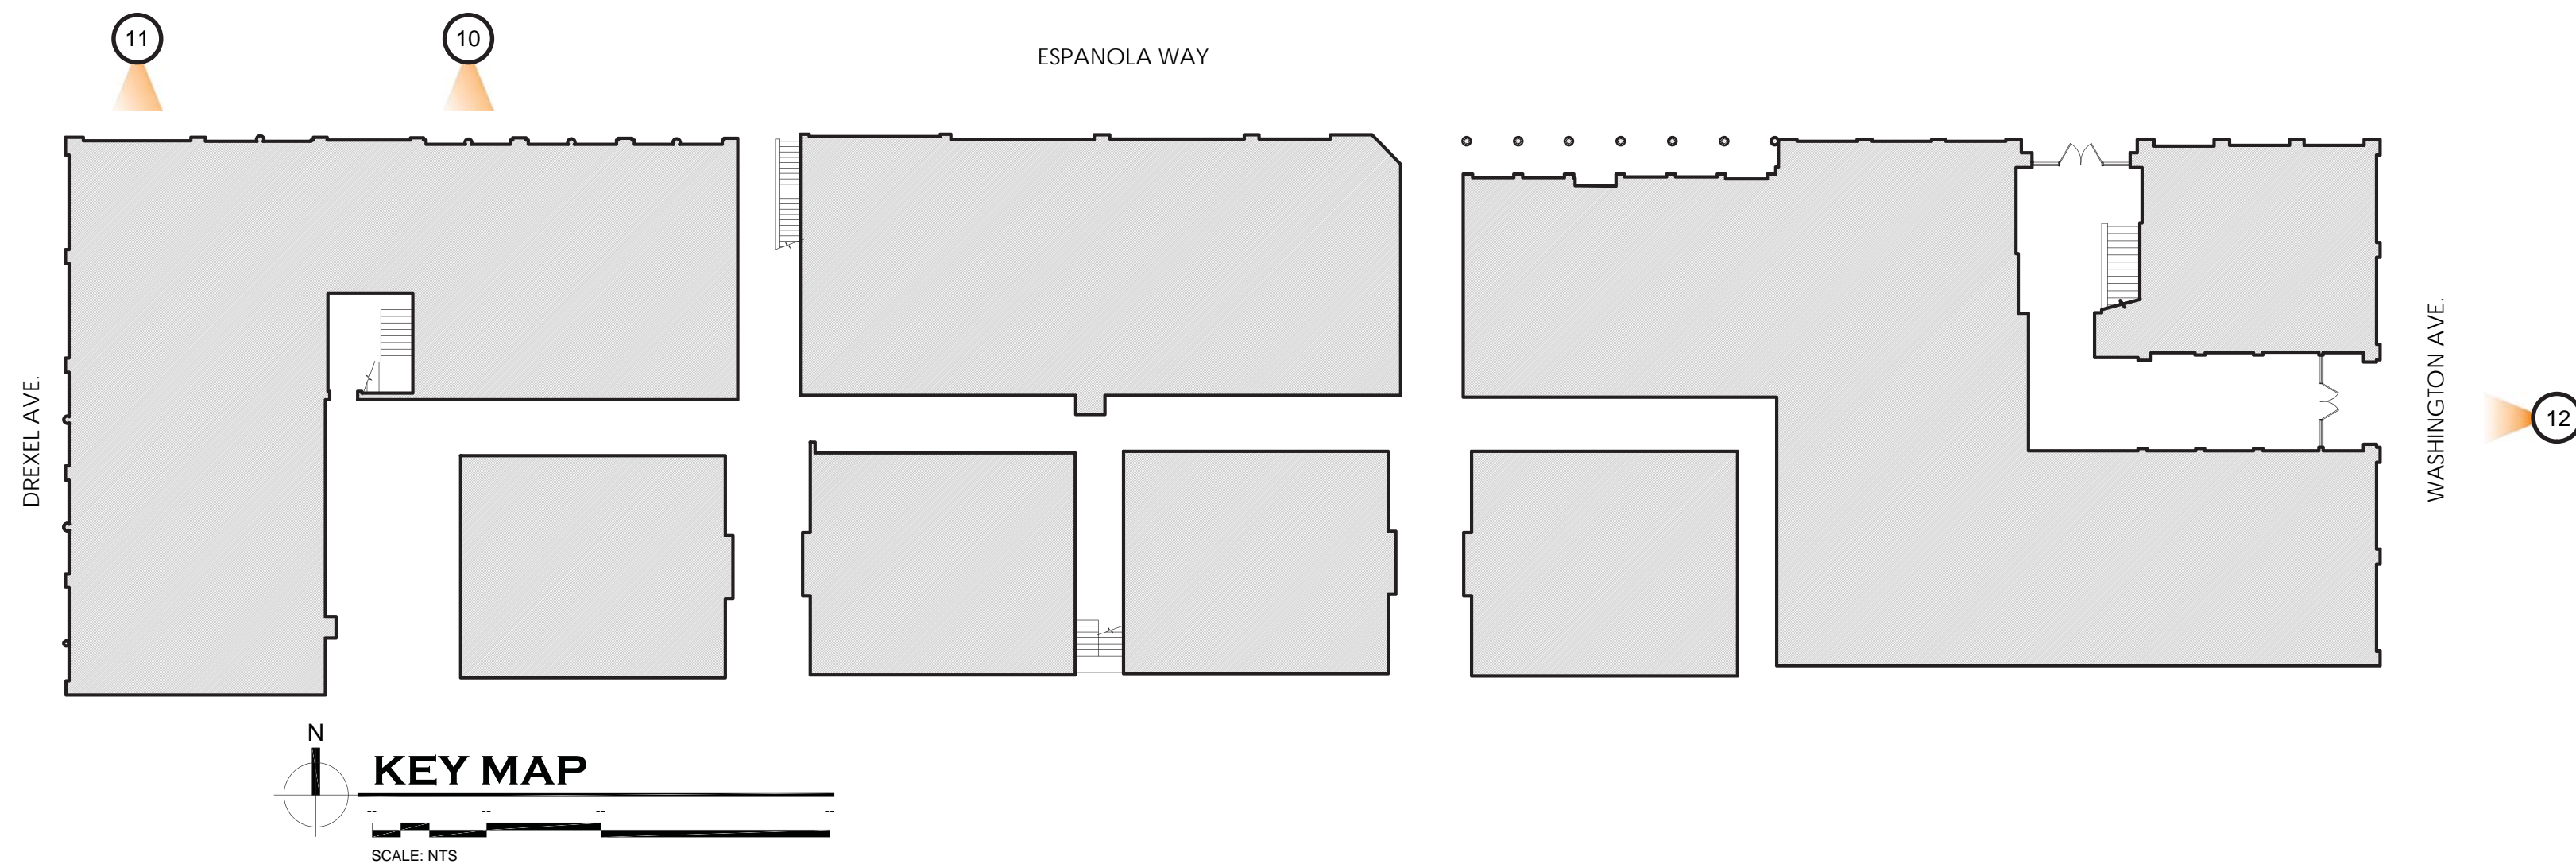 11
10
ESPANOLA WAY
DREXEL AVE.
WASHINGTON AVE.
12
N
KEY MAP
-- -- -- --
SCALE: NTS